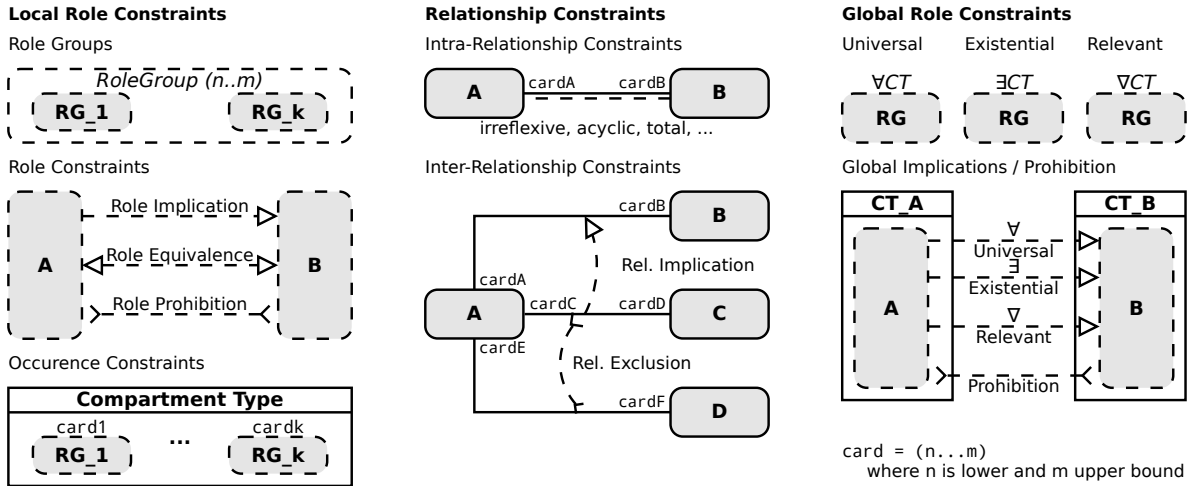 Local Role Constraints
Role Groups
RoleGroup (n..m)
RG_1
RG_k
Role Constraints
A
Role Implication
Role Equivalence
Role Prohibition
B
Occurence Constraints
Compartment Type
card1
...
cardk
RG_1
RG_k
Relationship Constraints
Intra-Relationship Constraints
A
cardA
cardB
B
irreflexive, acyclic, total, ...
Inter-Relationship Constraints
cardB
B
Rel. Implication
cardA
A
cardC
cardD
C
cardE
Rel. Exclusion
cardF
D
Global Role Constraints
Universal Existential Relevant
∀CT ∃CT ∇CT
RG RG RG
Global Implications / Prohibition
CT_A
CT_B
∀
Universal
∃
Existential
A
B
∇
Relevant
Prohibition
card = (n...m)
where n is lower and m upper bound